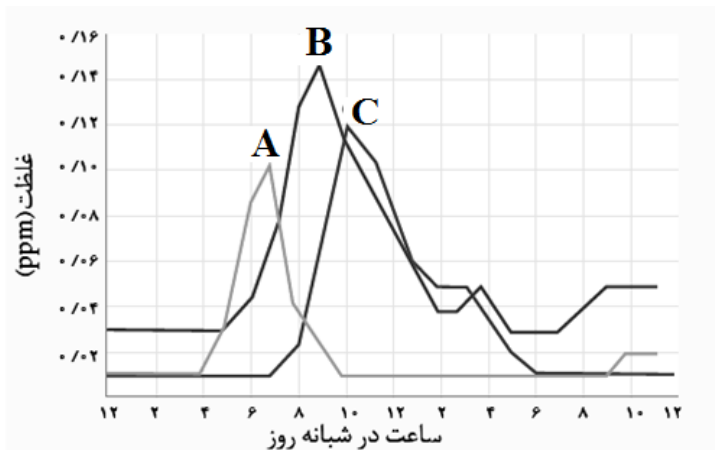 ۰/۱۶
۰/۱۴
۰/۱۲
۰/۱۰
۰/۰۸
۰/۰۶
۰/۰۴
۰/۰۲
غلظت(ppm)
A
B
C
۱۲ ۲ ۴ ۶ ۸ ۱۰ ۱۲ ۲ ۴ ۶ ۸ ۱۰ ۱۲
ساعت در شبانه روز